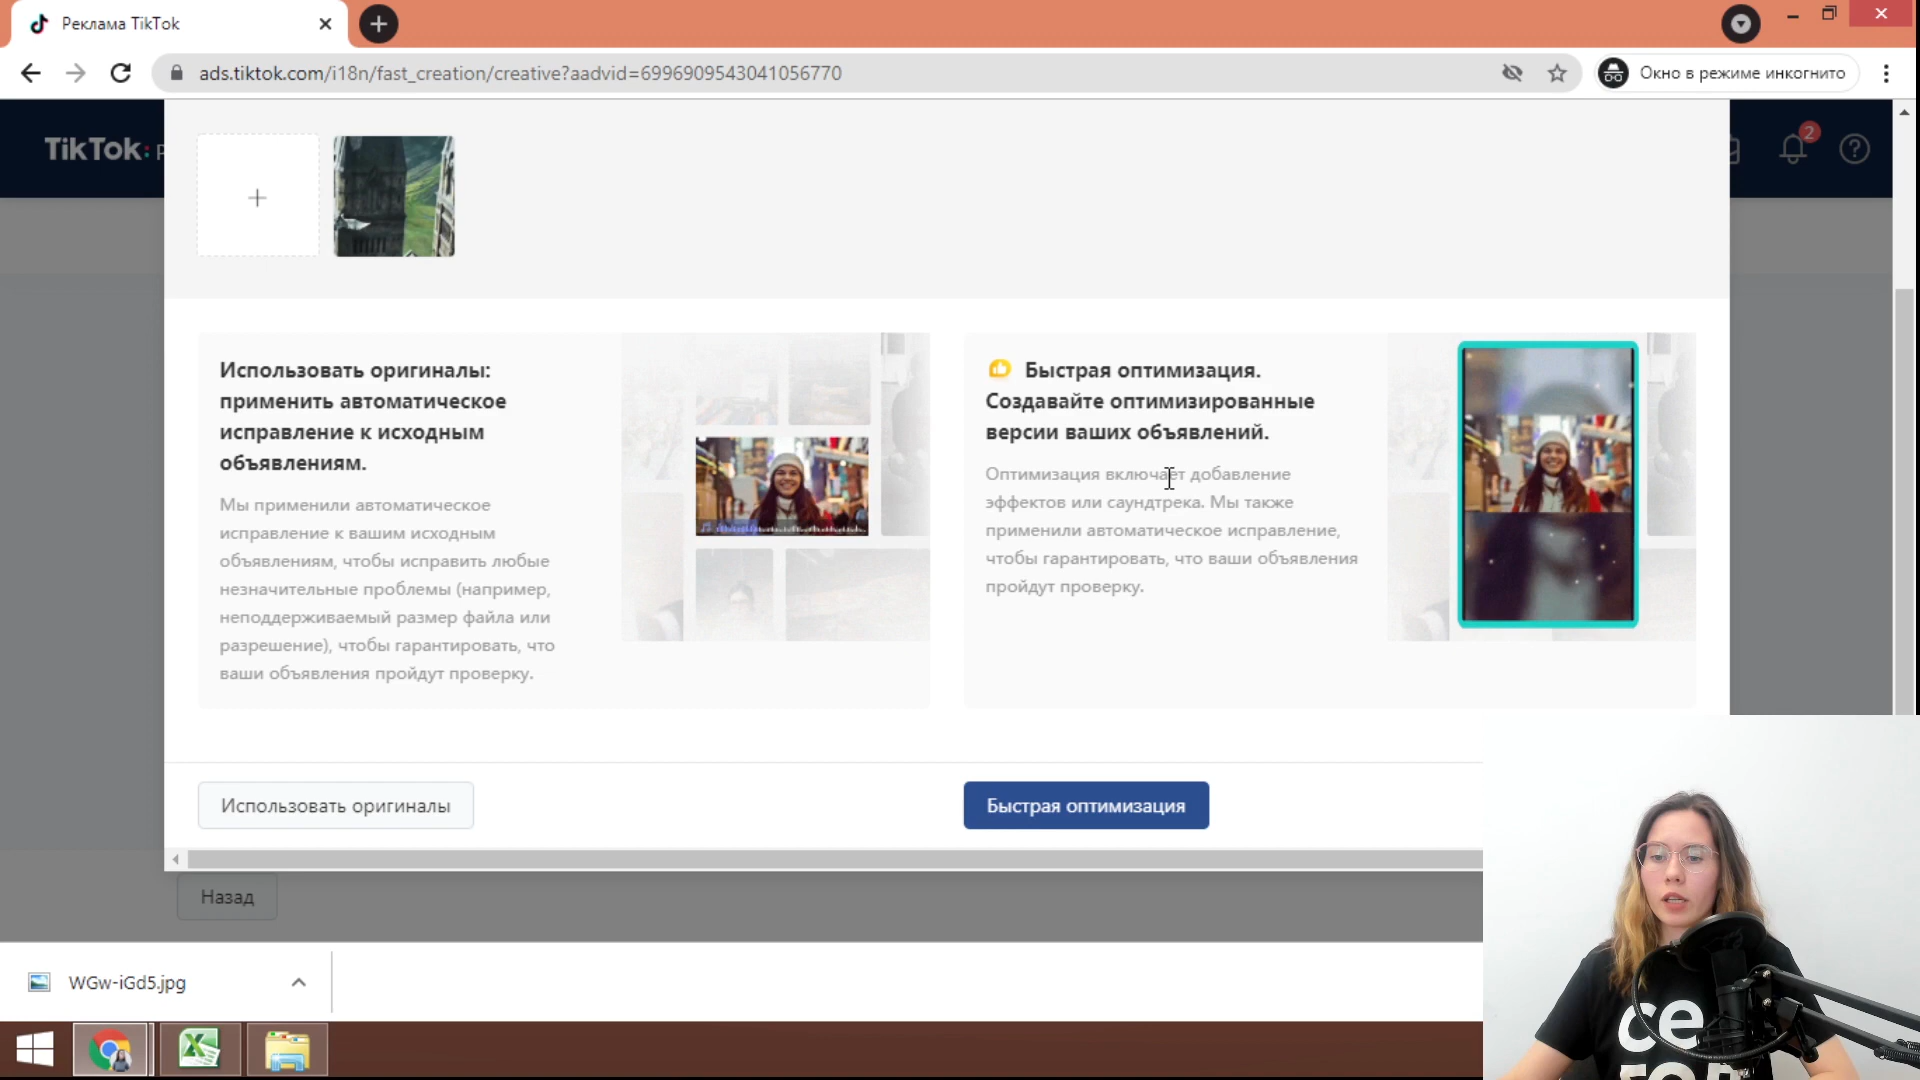 Реклама TikTok
ads.tiktok.com/i18n/fast_creation/creative?aadvid=6996909543041056770
Окно в режиме инкогнито
TikTok:
2
Использовать оригиналы:
применить автоматическое
исправление к исходным
объявлениям.
Мы применили автоматическое
исправление к вашим исходным
объявлениям, чтобы исправить любые
незначительные проблемы (например,
неподдерживаемый размер файла или
разрешение), чтобы гарантировать, что
ваши объявления пройдут проверку.
Быстрая оптимизация.
Создавайте оптимизированные
версии ваших объявлений.
Оптимизация включает добавление
эффектов или саундтрека. Мы также
применили автоматическое исправление,
чтобы гарантировать, что ваши объявления
пройдут проверку.
Использовать оригиналы
Быстрая оптимизация
Назад
WGw-iGd5.jpg